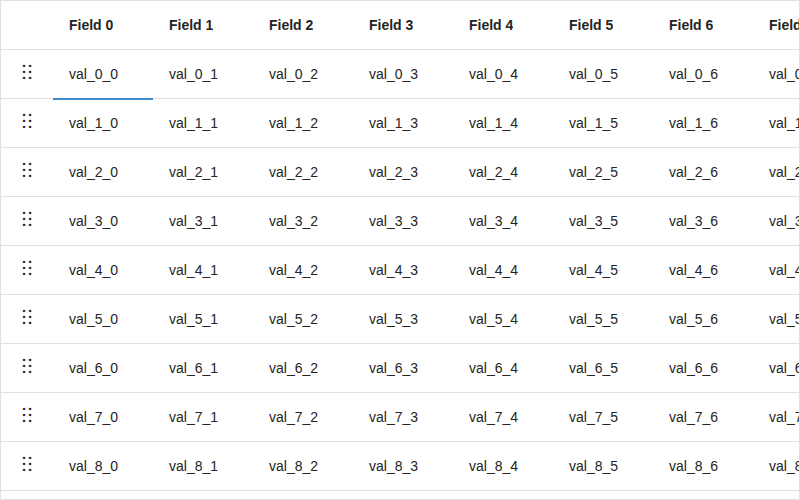 Field 0 Field 1 Field 2 Field 3 Field 4 Field 5 Field 6 Field
val_0_0 val_0_1 val_0_2 val_0_3 val_0_4 val_0_5 val_0_6
val_1_0 val_1_1 val_1_2 val_1_3 val_1_4 val_1_5 val_1_6
val_2_0 val_2_1 val_2_2 val_2_3 val_2_4 val_2_5 val_2_6
val_3_0 val_3_1 val_3_2 val_3_3 val_3_4 val_3_5 val_3_6
val_4_0 val_4_1 val_4_2 val_4_3 val_4_4 val_4_5 val_4_6
val_5_0 val_5_1 val_5_2 val_5_3 val_5_4 val_5_5 val_5_6
val_6_0 val_6_1 val_6_2 val_6_3 val_6_4 val_6_5 val_6_6
val_7_0 val_7_1 val_7_2 val_7_3 val_7_4 val_7_5 val_7_6
val_8_0 val_8_1 val_8_2 val_8_3 val_8_4 val_8_5 val_8_6